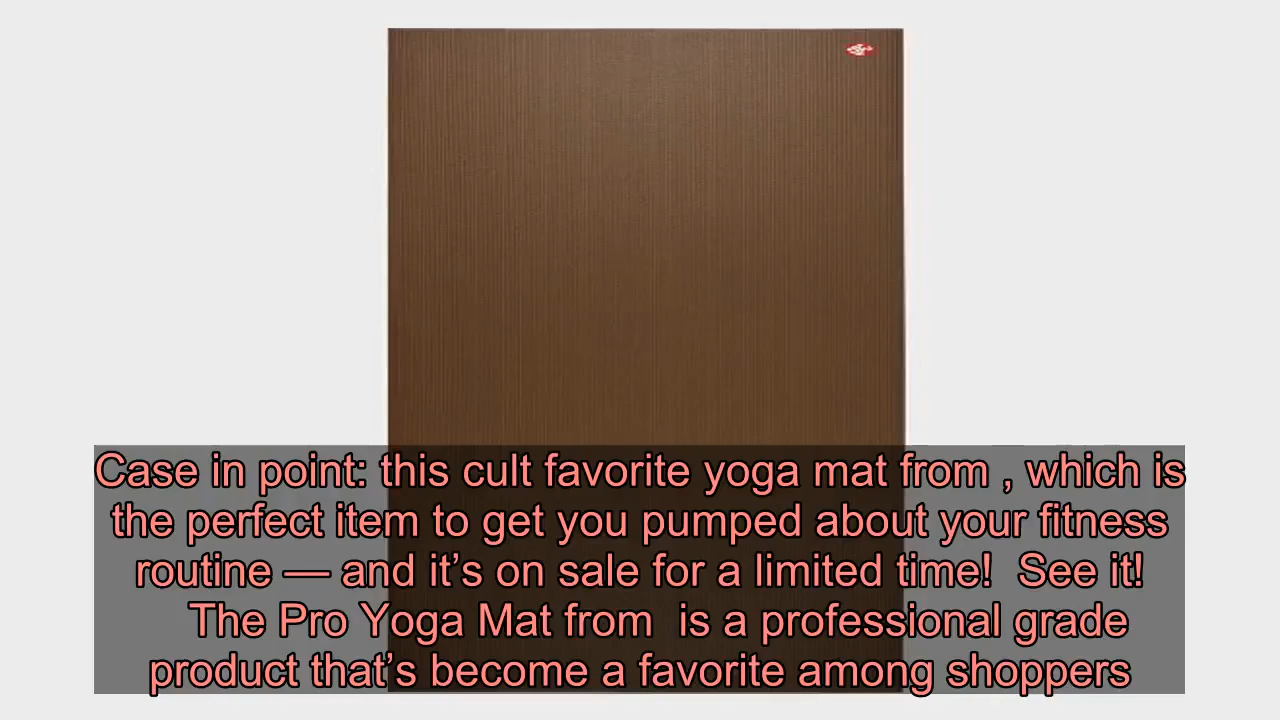 Case in point: this cult favorite yoga mat from , which is
the perfect item to get you pumped about your fitness
routine — and it’s on sale for a limited time!  See it!
The Pro Yoga Mat from  is a professional grade
product that’s become a favorite among shoppers